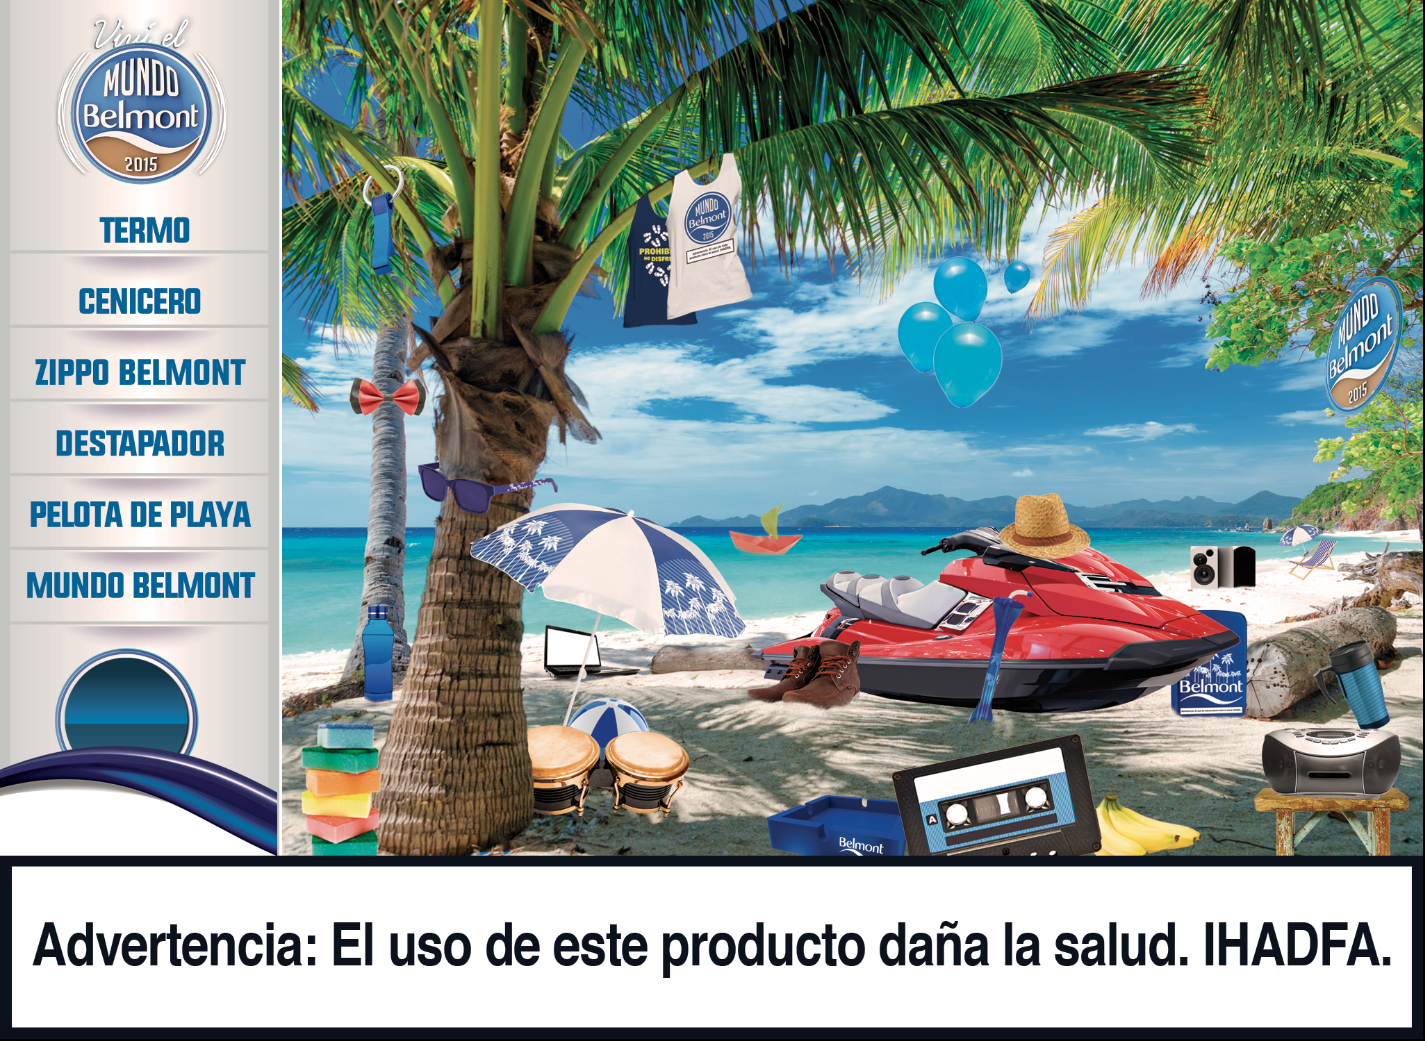 Viví el
MUNDO
Belmont
2015
TERMO
CENICERO
ZIPPO BELMONT
DESTAPADOR
PELOTA DE PLAYA
MUNDO BELMONT
MUNDO
Belmont
2015
MUNDO
Belmont
2015
Belmont
A
Belmont
Advertencia: El uso de este producto daña la salud. IHADFA.